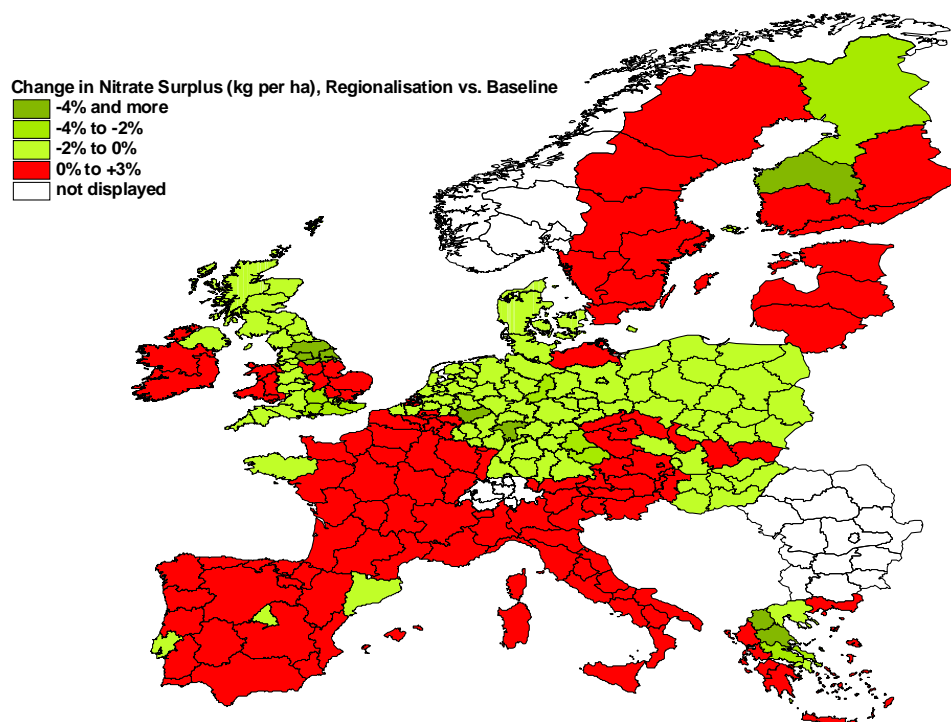 Change in Nitrate Surplus (kg per ha), Regionalisation vs. Baseline
-4% and more
-4% to -2%
-2% to 0%
0% to +3%
not displayed